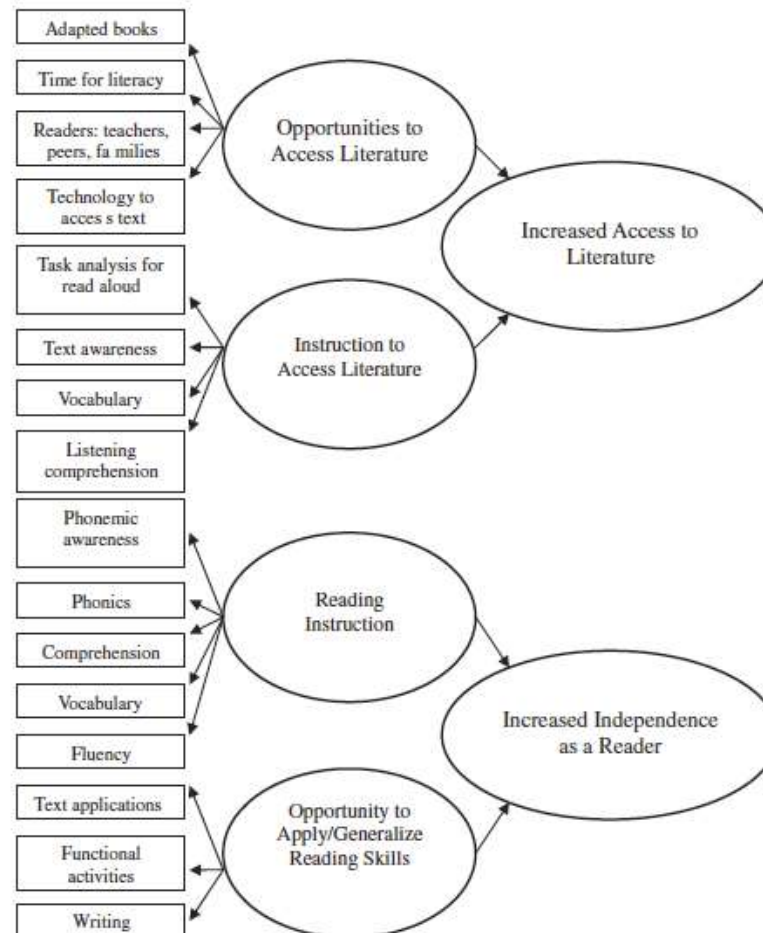 Adapted books
Time for literacy
Readers: teachers,
peers, fa milies
Technology to
acces s text
Task analysis for
read aloud
Text awareness
Vocabulary
Listening
comprehension
Phonemic
awareness
Phonics
Comprehension
Vocabulary
Fluency
Text applications
Functional
activities
Writing
Opportunities to
Access Literature
Instruction to
Access Literature
Reading
Instruction
Opportunity to
Apply/Generalize
Reading Skills
Increased Access to
Literature
Increased Independence
as a Reader